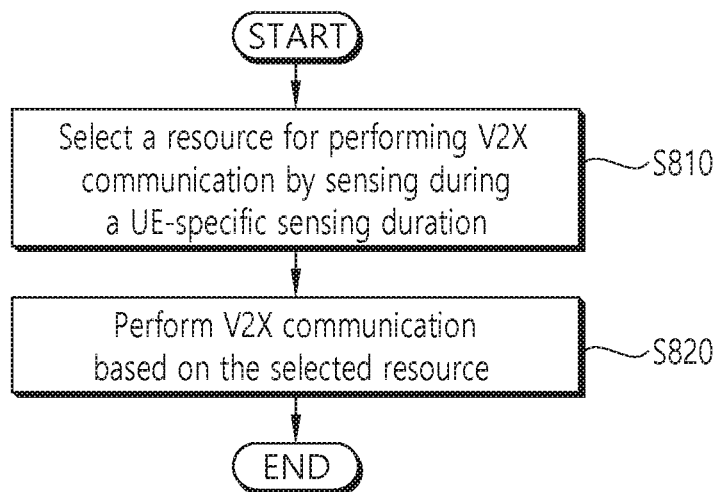 START
Select a resource for performing V2X
communication by sensing during
a UE-specific sensing duration
S810
Perform V2X communication
based on the selected resource
S820
END